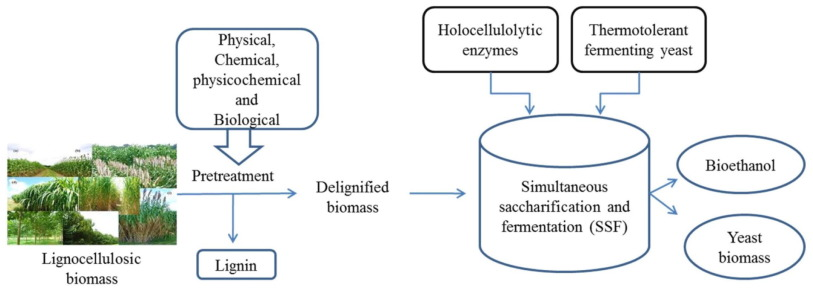 Physical,
Chemical,
physicochemical
and
Biological
Holocellulolytic
enzymes
Thermotolerant
fermenting yeast
Pretreatment
Delignified
biomass
Simultaneous
saccharification and
fermentation (SSF)
Bioethanol
Yeast
biomass
Lignin
Lignocellulosic
biomass